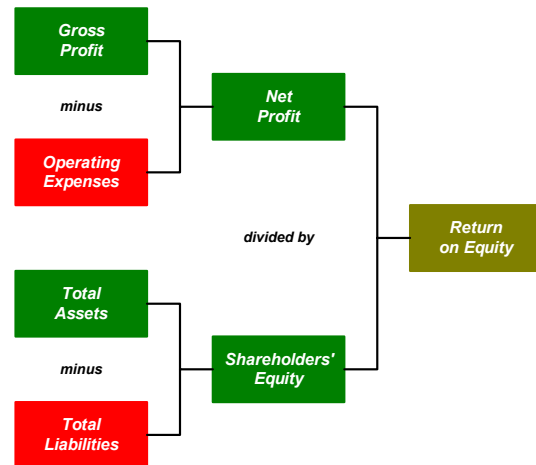 Gross
Profit
minus
Operating
Expenses
Net
Profit
divided by
Return
on Equity
Total
Assets
minus
Total
Liabilities
Shareholders'
Equity